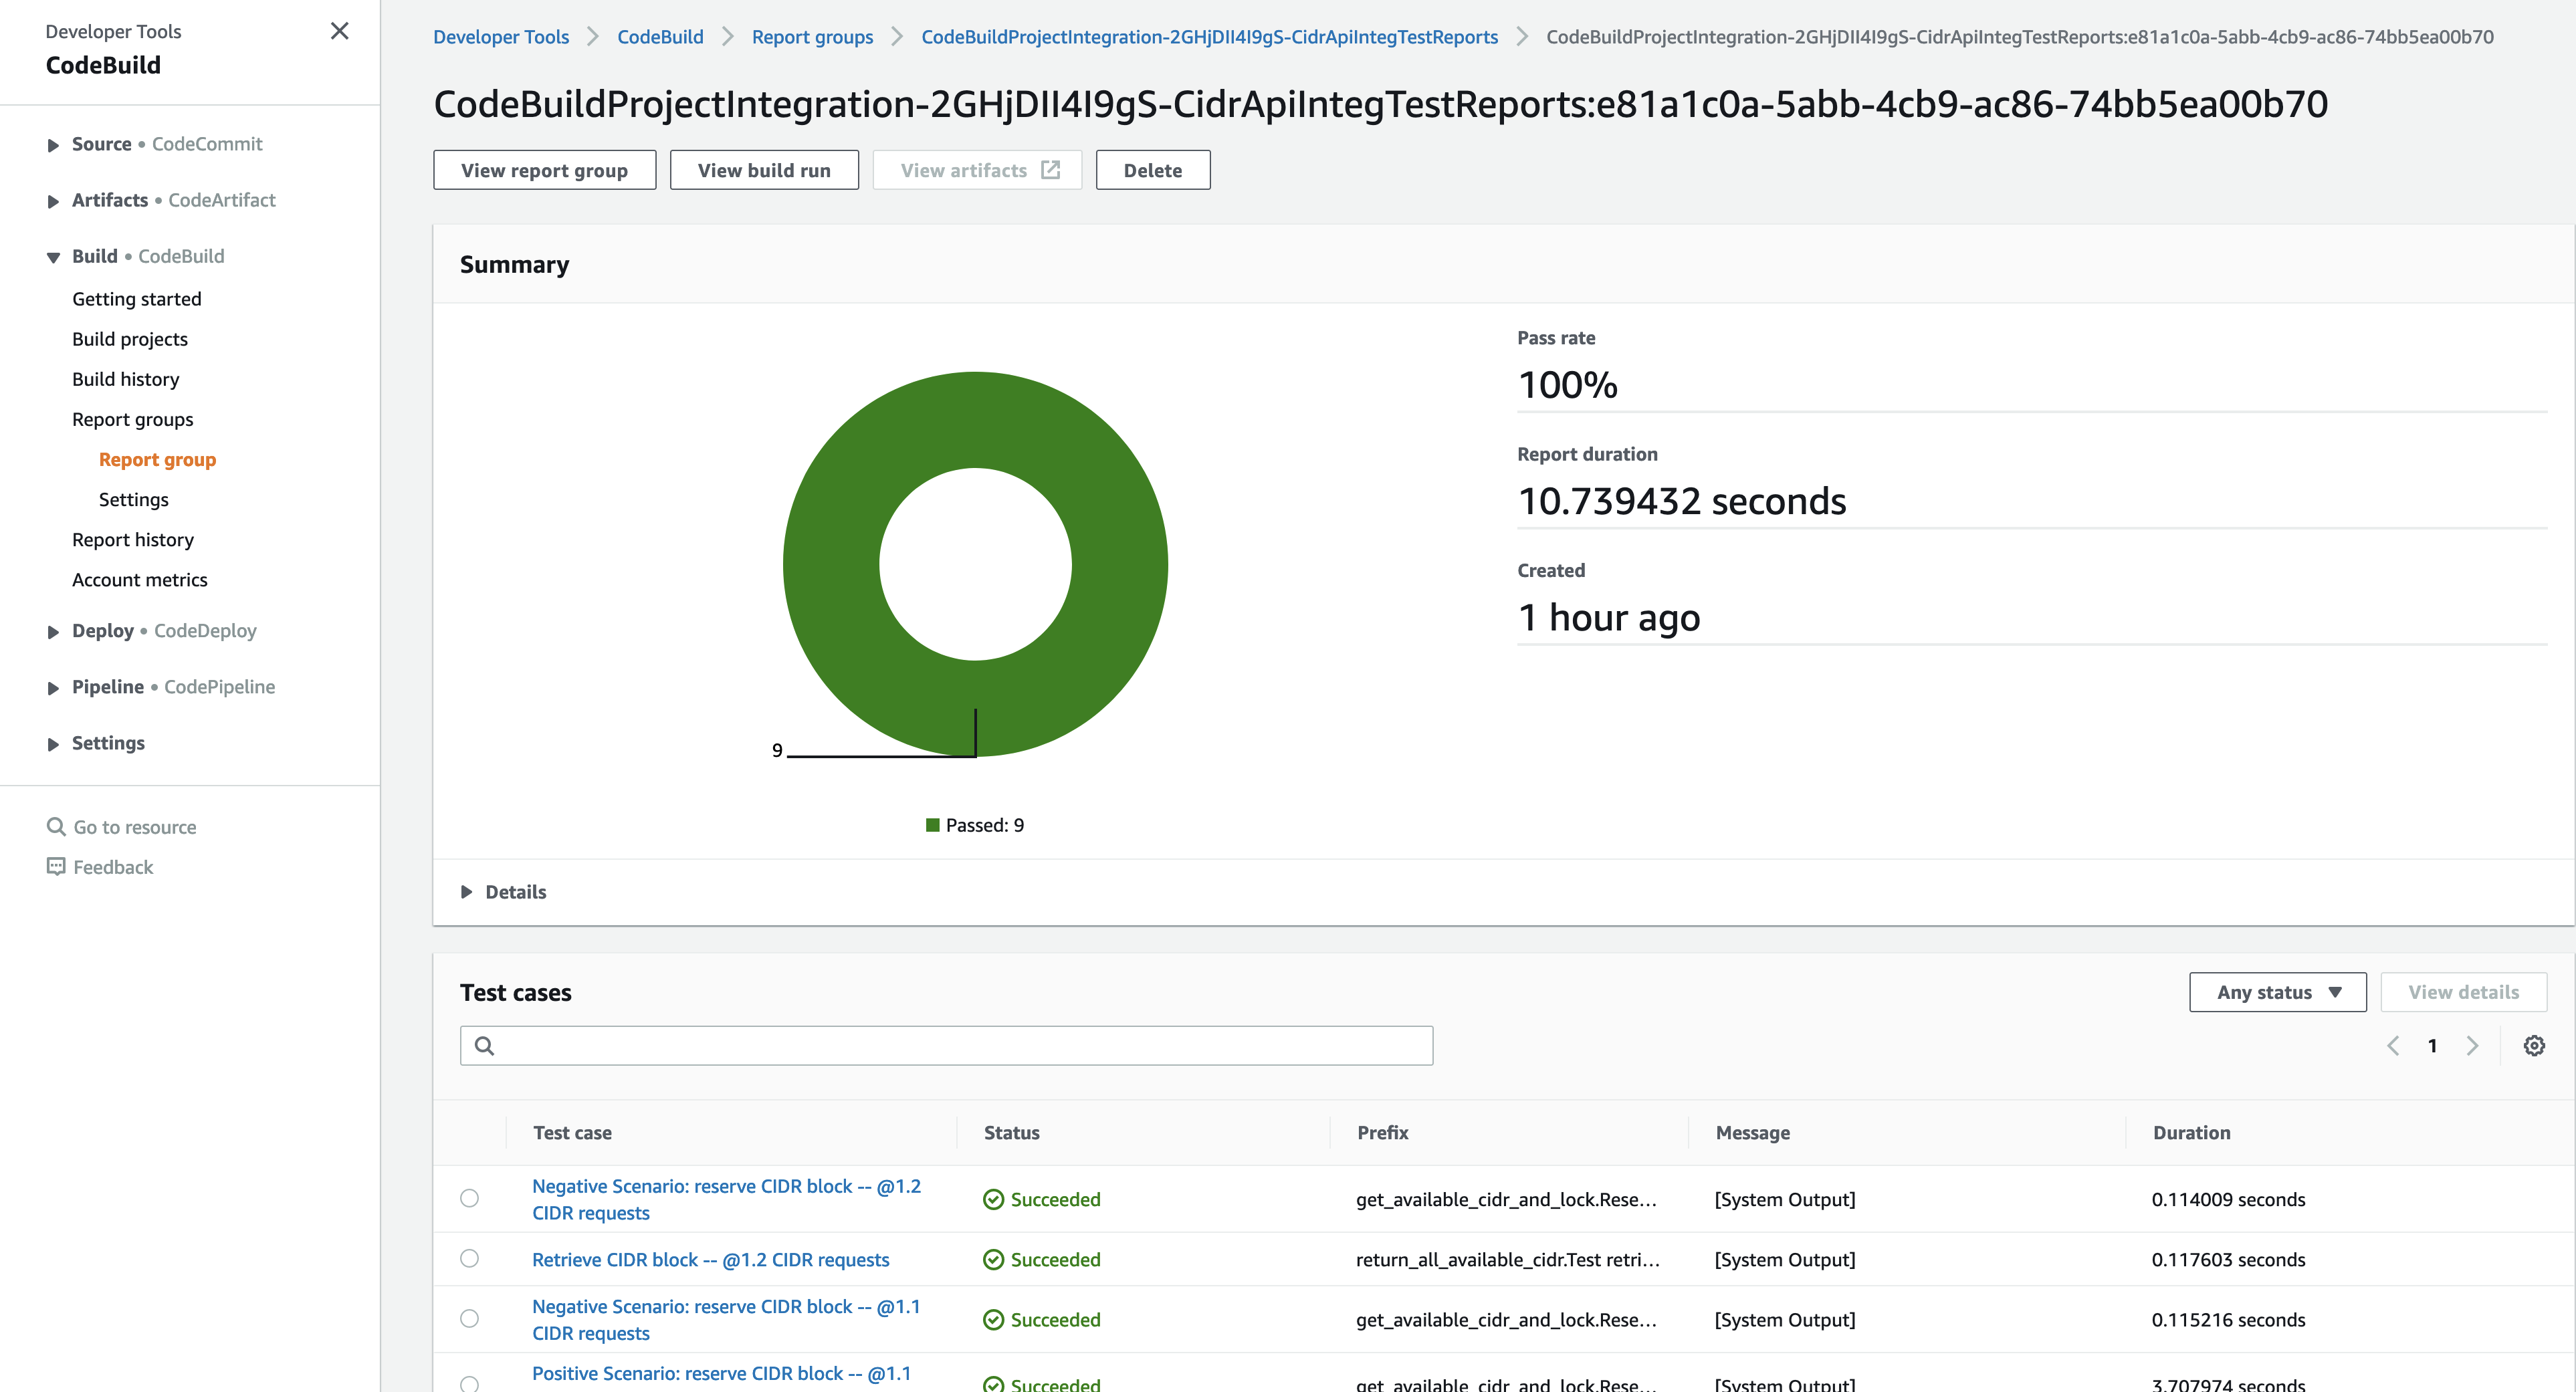 Developer Tools
CodeBuild
Source • CodeCommit
Artifacts • CodeArtifact
Build • CodeBuild
Getting started
Build projects
Build history
Report groups
Report group
Settings
Report history
Account metrics
Deploy • CodeDeploy
Pipeline • CodePipeline
Settings
Go to resource
Feedback
Developer Tools CodeBuild Report groups CodeBuildProjectIntegration-2GHjDII4I9gS-CidrApiIntegTestReports CodeBuildProjectIntegration-2GHjDII4I9gS-CidrApiIntegTestReports:e81a1c0a-5abb-4cb9-ac86-74bb5ea00b70
CodeBuildProjectIntegration-2GHjDII4I9gS-CidrApiIntegTestReports:e81a1c0a-5abb-4cb9-ac86-74bb5ea00b70
View report group View build run View artifacts Delete
Summary
Pass rate
100%
Report duration
10.739432 seconds
Created
1 hour ago
9
Passed: 9
Details
Test cases
Any status View details
1
Test case Status Prefix Message Duration
Negative Scenario: reserve CIDR block -- @1.2
CIDR requests
Succeeded get_available_cidr_and_lock.Rese… [System Output] 0.114009 seconds
Retrieve CIDR block -- @1.2 CIDR requests Succeeded return_all_available_cidr.Test retri… [System Output] 0.117603 seconds
Negative Scenario: reserve CIDR block -- @1.1
CIDR requests
Succeeded get_available_cidr_and_lock.Rese… [System Output] 0.115216 seconds
Positive Scenario: reserve CIDR block -- @1.1
Succeeded get_available_cidr_and_lock.Rese… [System Output] 3.707974 seconds